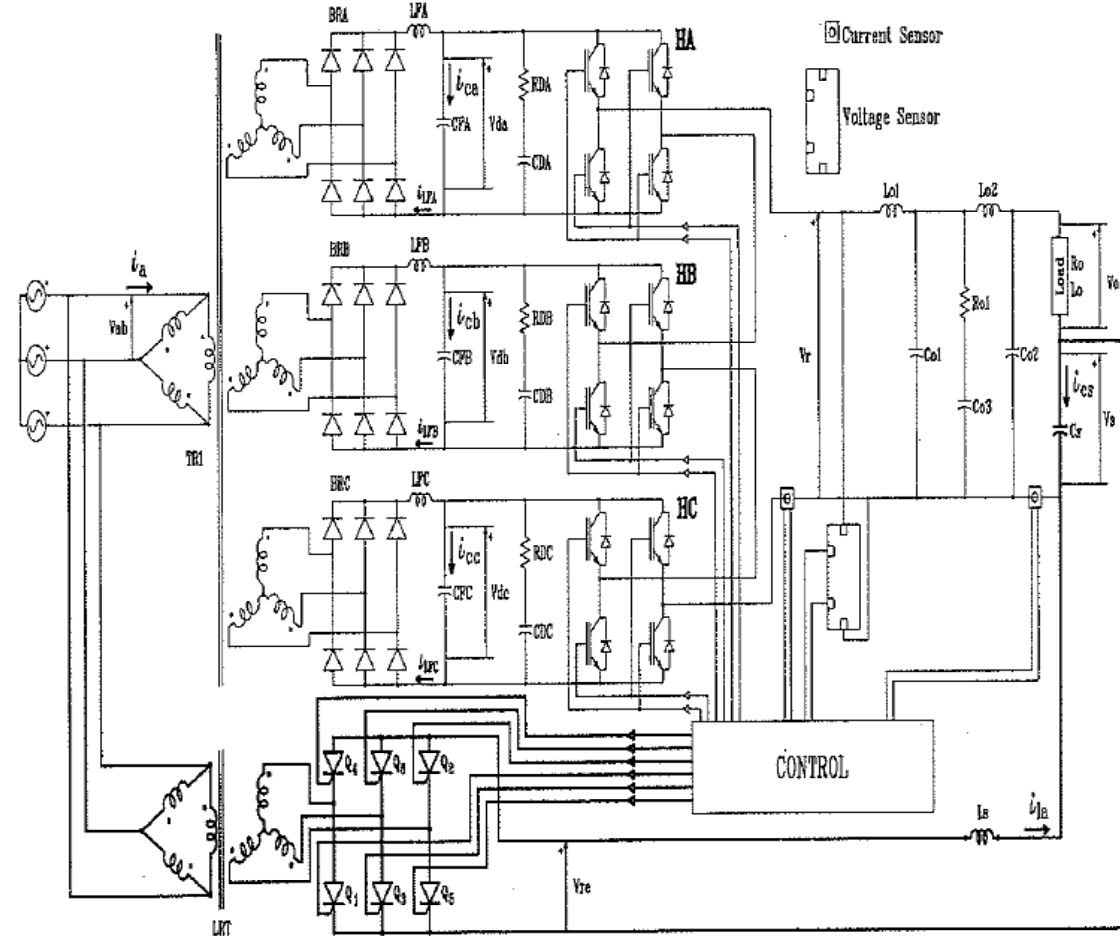 BRA
LFA
HA
Current Sensor
ica
CFA
Vda
RDA
CDA
Voltage Sensor
iLFA
Lo1
Lo2
BRB
LFB
HB
ia
Vab
icb
CFB
Vdb
RDB
CDB
iLFB
Vr
Co1
Ro1
Co3
Co2
Load
Ro
Lo
Vo
ics
Cs
Vs
TR1
BRC
LFC
HC
icc
CFC
Vdc
RDC
CDC
iLFC
Q4
Q6
Q2
CONTROL
Ls
ila
Q1
Q3
Q5
Vre
LRT